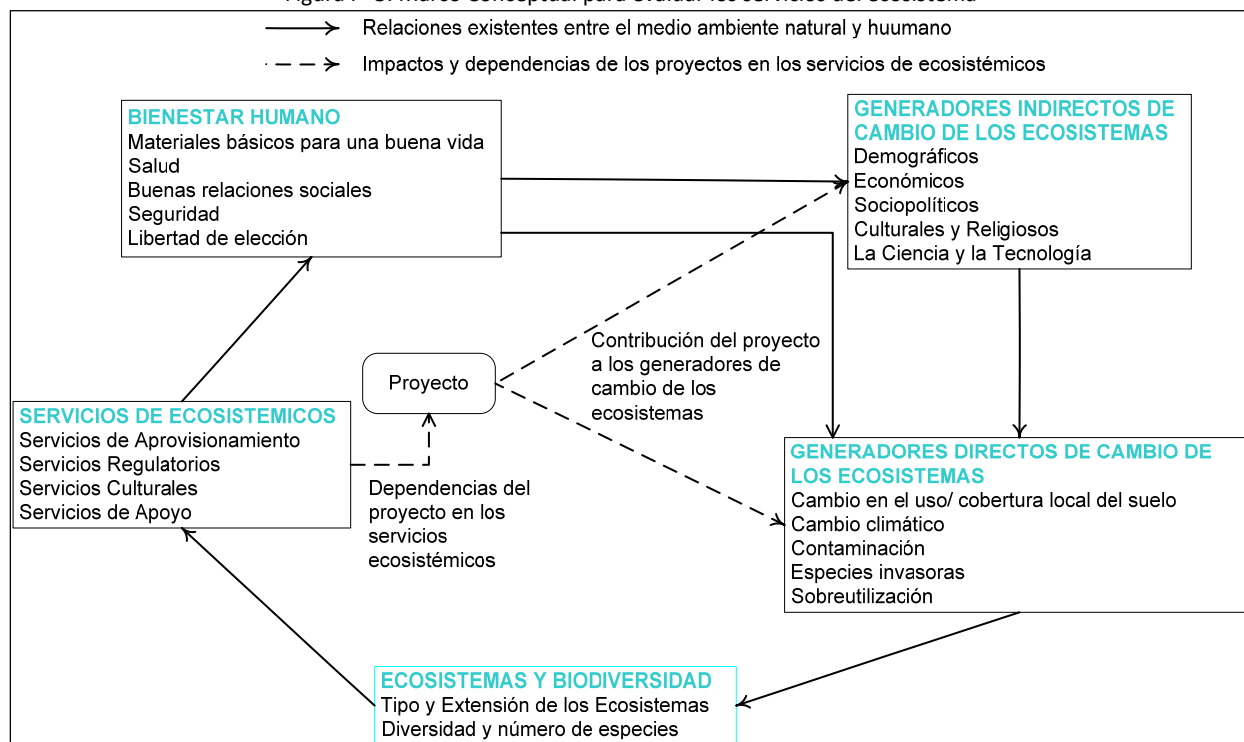 Relaciones existentes entre el medio ambiente natural y huumano
Impactos y dependencias de los proyectos en los servicios de ecosistémicos
BIENESTAR HUMANO
Materiales básicos para una buena vida
Salud
Buenas relaciones sociales
Seguridad
Libertad de elección
GENERADORES INDIRECTOS DE
CAMBIO DE LOS ECOSISTEMAS
Demográficos
Económicos
Sociopolíticos
Culturales y Religiosos
La Ciencia y la Tecnología
Contribución del proyecto
a los generadores de
cambio de los
ecosistemas
Proyecto
SERVICIOS DE ECOSISTEMICOS
Servicios de Aprovisionamiento
Servicios Regulatorios
Servicios Culturales
Servicios de Apoyo
Dependencias del
proyecto en los
servicios
ecosistémicos
GENERADORES DIRECTOS DE CAMBIO DE
LOS ECOSISTEMAS
Cambio en el uso/ cobertura local del suelo
Cambio climático
Contaminación
Especies invasoras
Sobreutilización
ECOSISTEMAS Y BIODIVERSIDAD
Tipo y Extensión de los Ecosistemas
Diversidad y número de especies